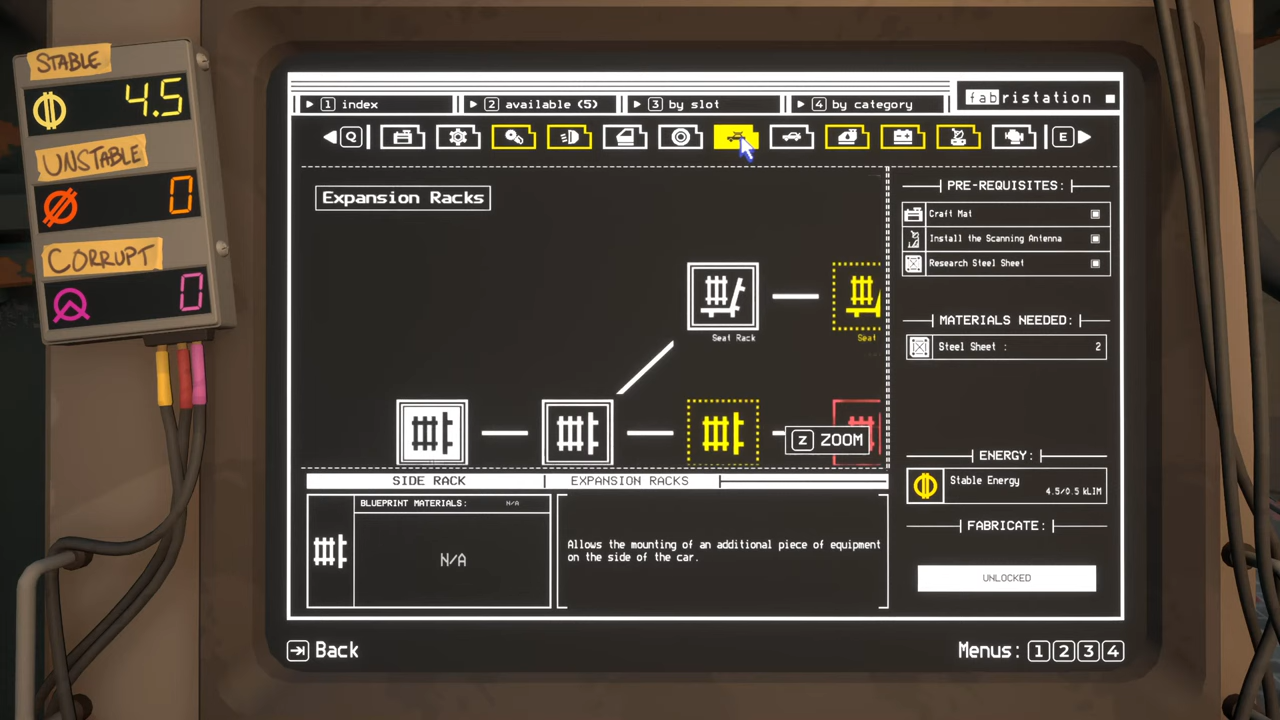 STABLE
4.5
UNSTABLE
0
CORRUPT
0
fabristation
1 index
2 available (5)
3 by slot
4 by category
Q
E
Expansion Racks
Seat Rack
Seat
Z ZOOM
SIDE RACK
EXPANSION RACKS
BLUEPRINT MATERIALS: N/A
N/A
Allows the mounting of an additional piece of equipment
on the side of the car.
PRE-REQUISITES:
Craft Mat
Install the Scanning Antenna
Research Steel Sheet
MATERIALS NEEDED:
Steel Sheet : 2
ENERGY:
Stable Energy
4.5/0.5 kLIM
FABRICATE:
UNLOCKED
Back
Menus: 1 2 3 4